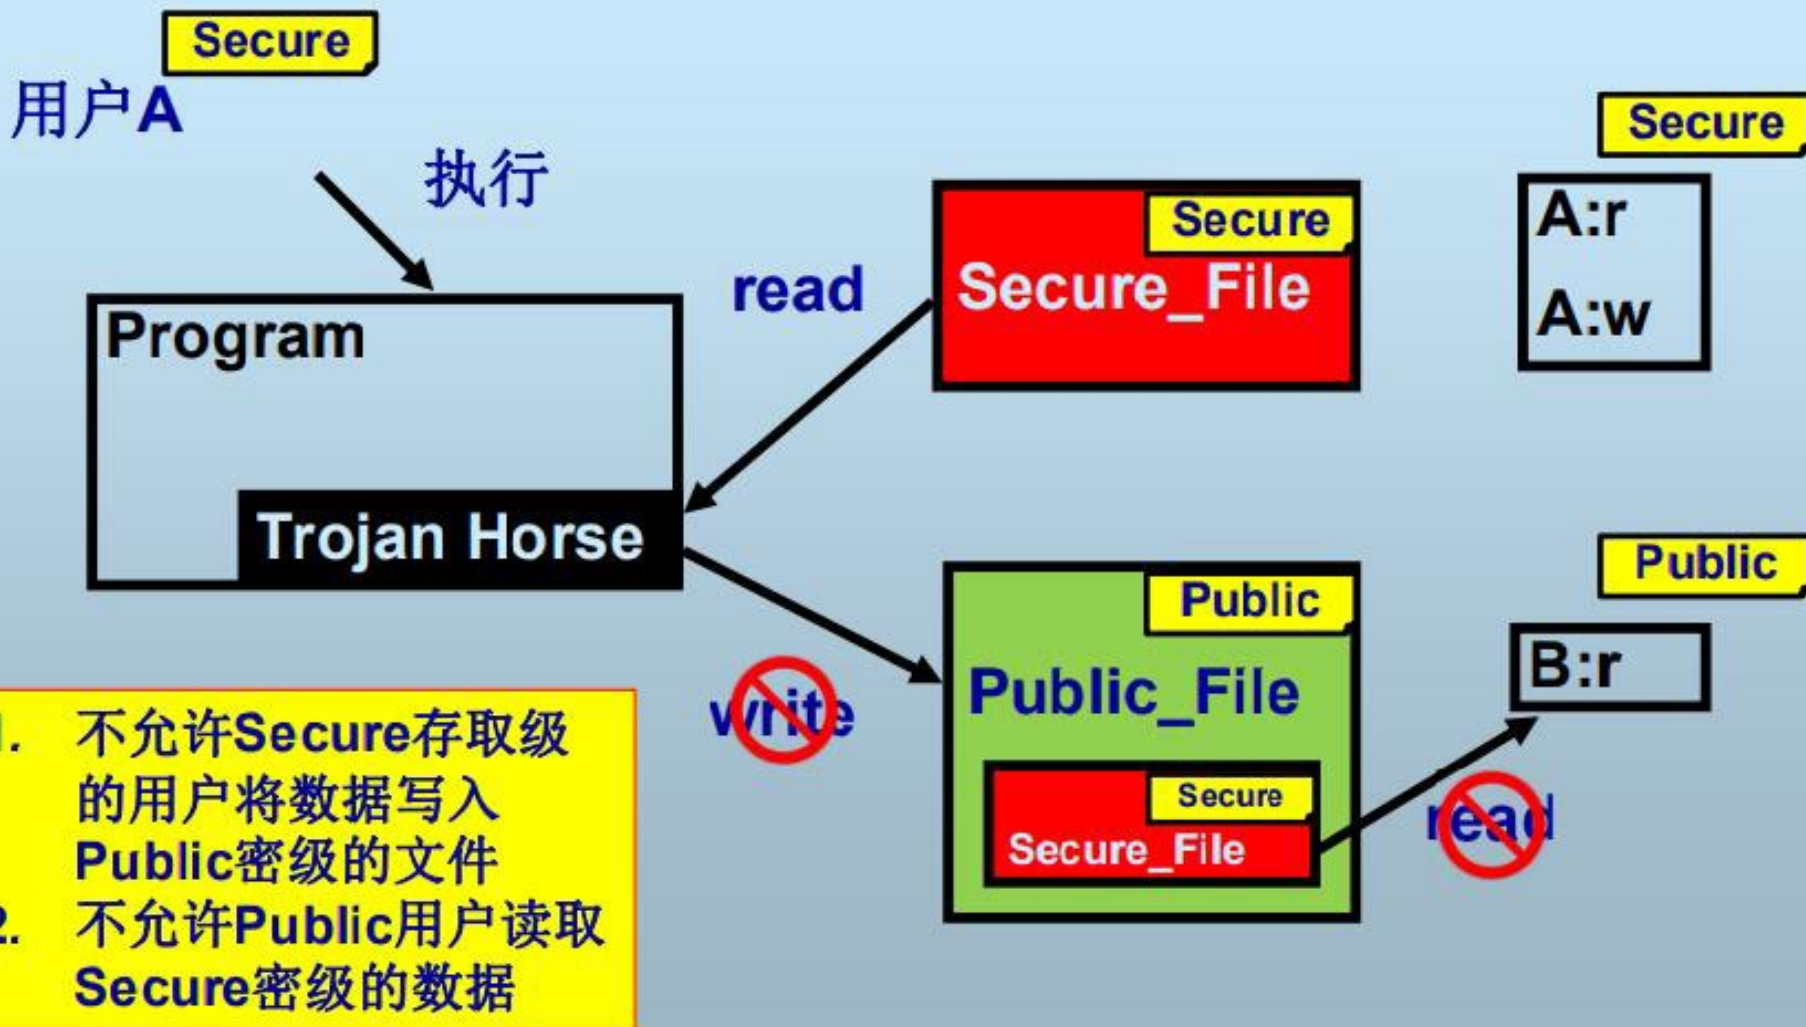 Secure
用户A
执行
Program
Trojan Horse
read
Secure
Secure_File
Secure
A:r
A:w
write
Public
Public_File
Secure
Secure_File
Public
B:r
read
1. 不允许Secure存取级
的用户将数据写入
Public密级的文件
2. 不允许Public用户读取
Secure密级的数据